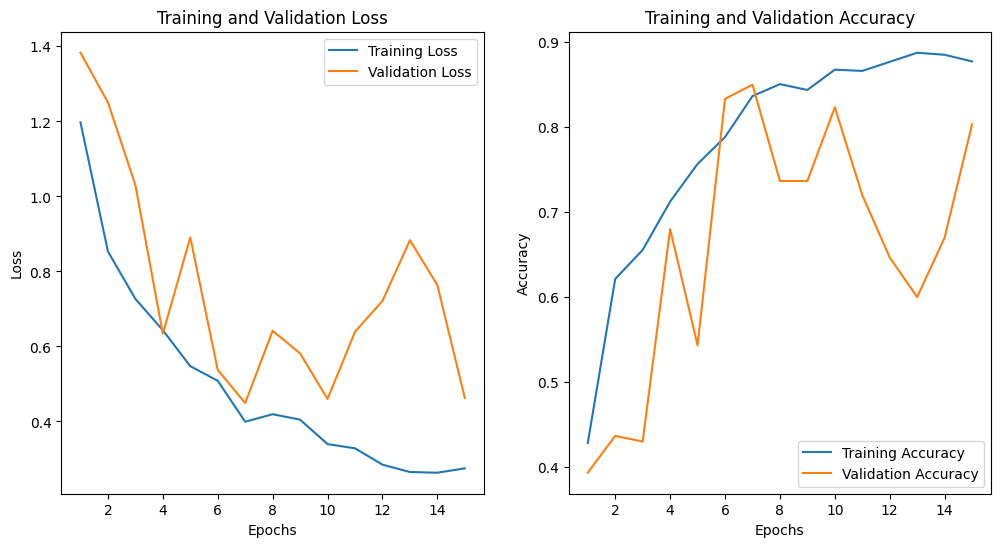 Training and Validation Loss
1.4
1.2
1.0
0.8
0.6
0.4
Loss
Training Loss
Validation Loss
2 4 6 8 10 12 14
Epochs
Training and Validation Accuracy
0.9
0.8
0.7
0.6
0.5
0.4
Accuracy
Training Accuracy
Validation Accuracy
2 4 6 8 10 12 14
Epochs